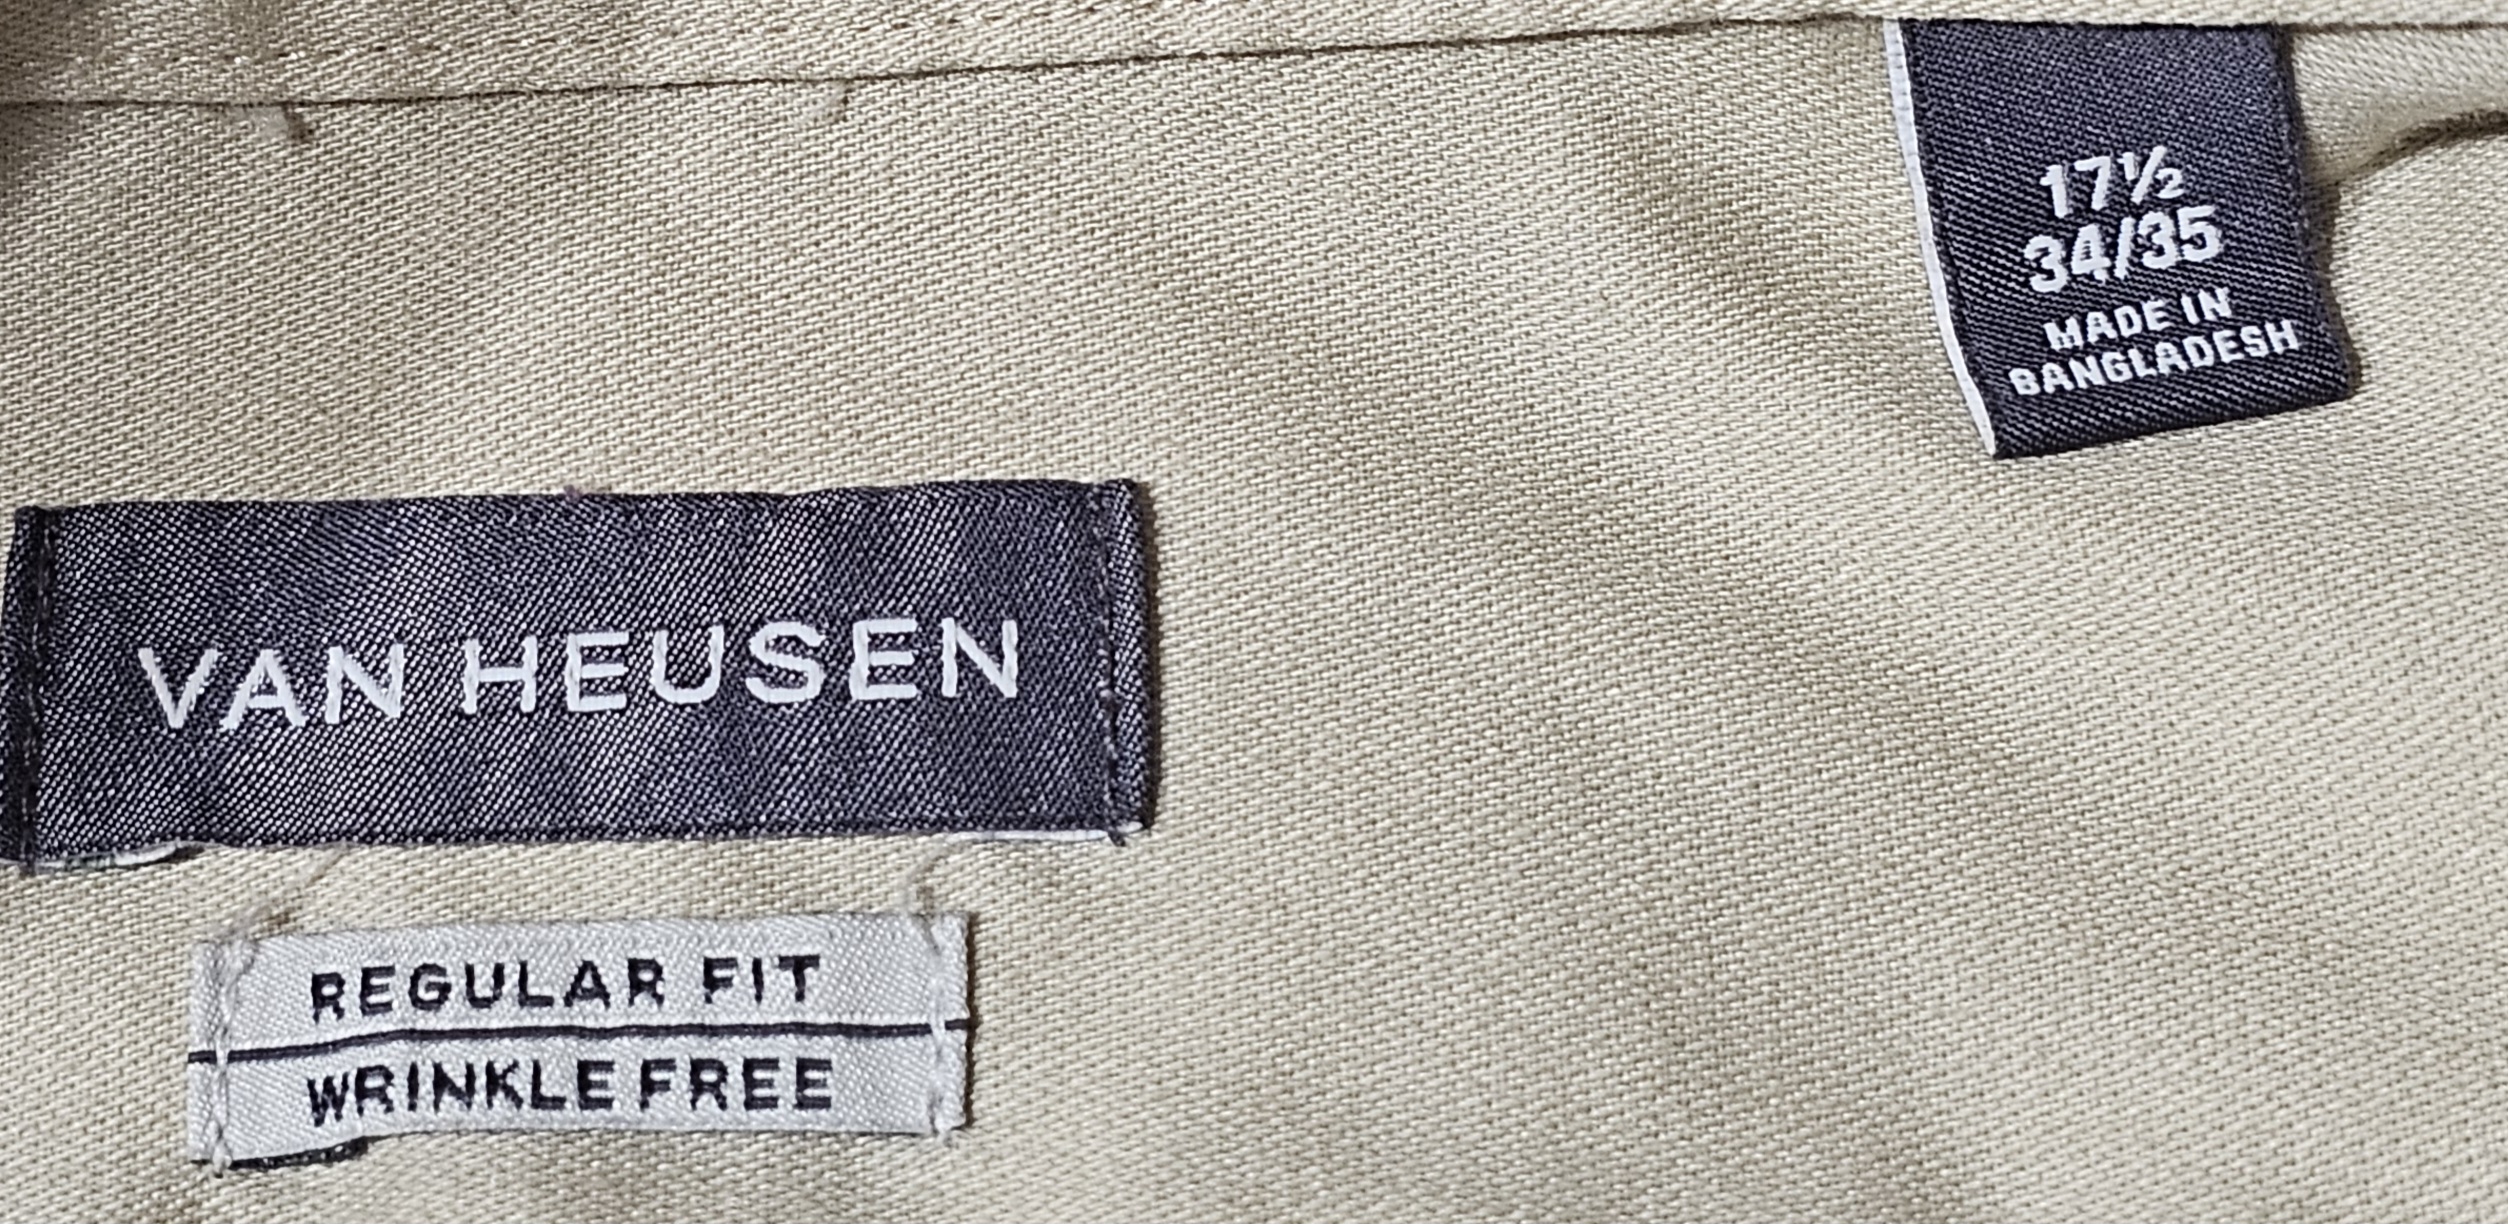 17½
34/35
MADE IN
BANGLADESH
VAN HEUSEN
REGULAR FIT
WRINKLE FREE